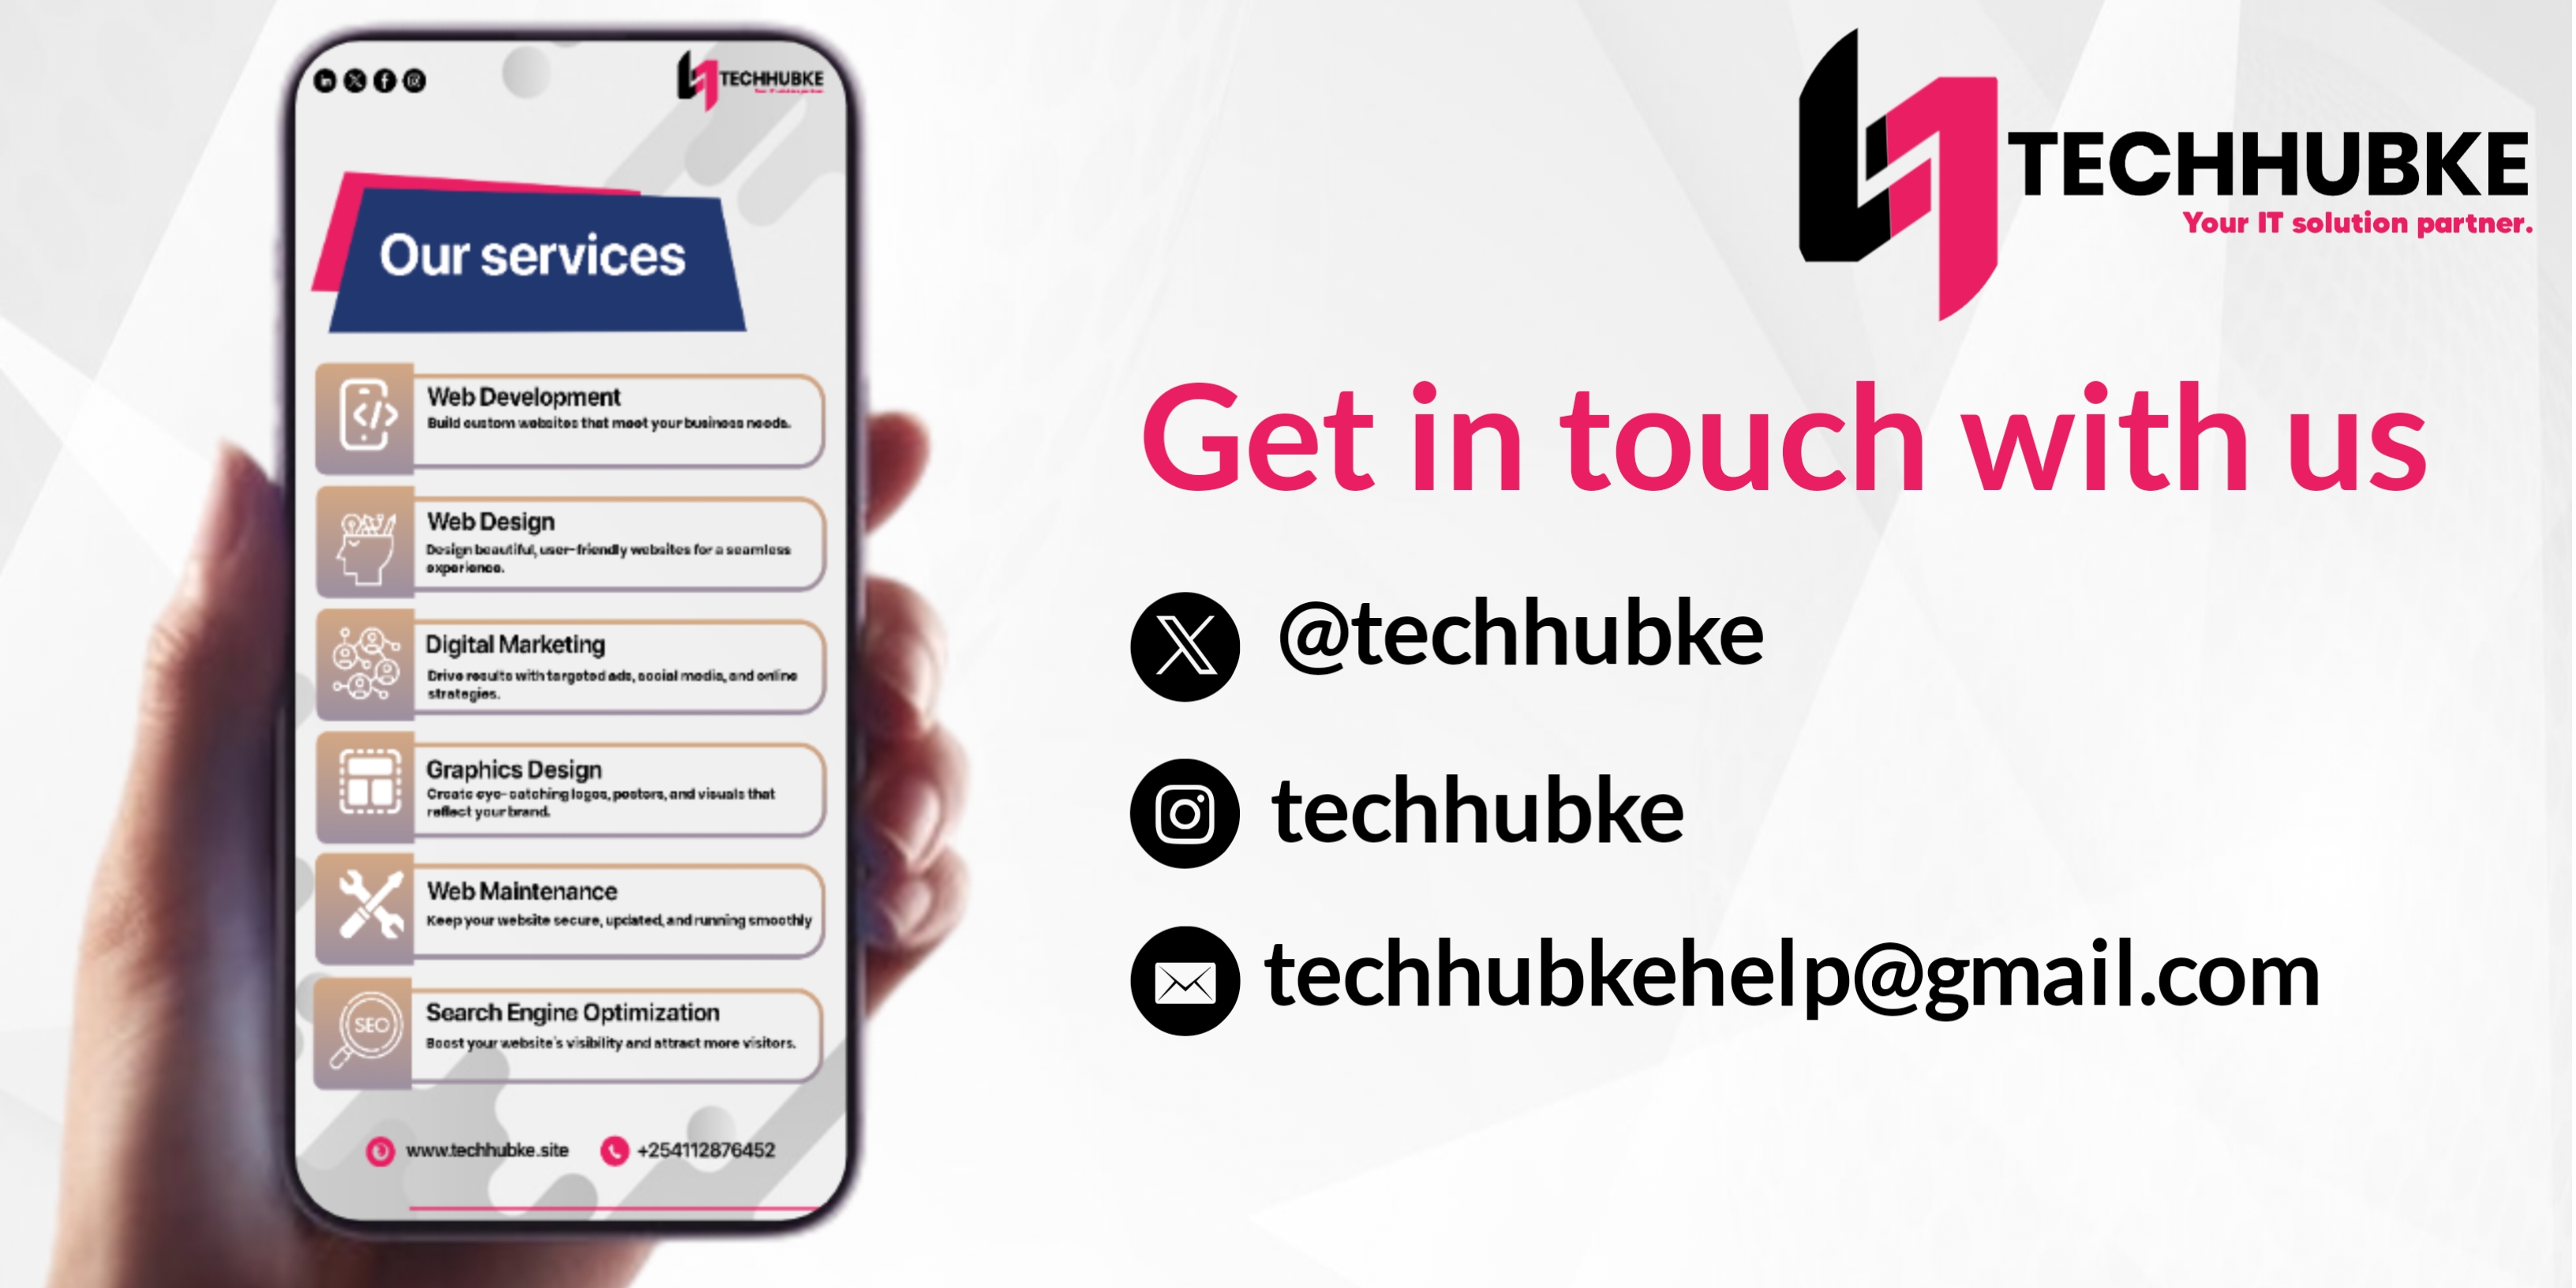 TECHHUBKE
Your IT solution partner.
Our services
Web Development
Build custom websites that meet your business needs.
Web Design
Design beautiful, user-friendly websites for a seamless
experience.
Digital Marketing
Drive results with targeted ads, social media, and online
strategies.
Graphics Design
Create eye-catching logos, posters, and visuals that
reflect your brand.
Web Maintenance
Keep your website secure, updated, and running smoothly
SEO
Search Engine Optimization
Boost your website's visibility and attract more visitors.
www.techhubke.site
+254112876452
TECHHUBKE
Your IT solution partner.
Get in touch with us
@techhubke
techhubke
techhubkehelp@gmail.com